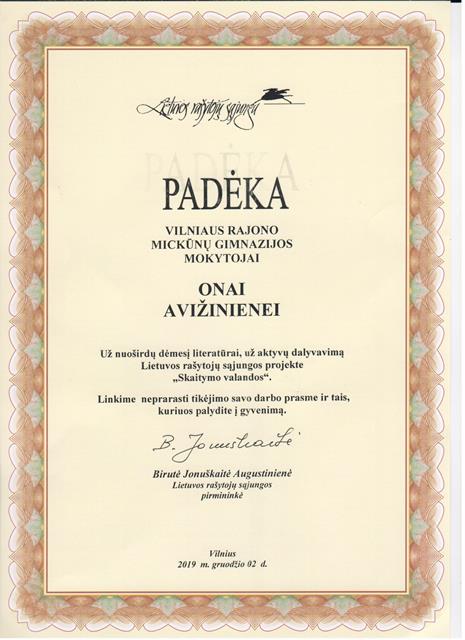 Lietuvos rašytojų sąjunga
PADĖKA
VILNIAUS RAJONO
MICKŪNŲ GIMNAZIJOS
MOKYTOJAI
ONAI
AVIŽINIENEI
Už nuoširdų dėmesį literatūrai, už aktyvų dalyvavimą
Lietuvos rašytojų sąjungos projekte
„Skaitymo valandos“.
Linkime neprarasti tikėjimo savo darbo prasme ir tais,
kuriuos palydite į gyvenimą.
B. Jonuškaitė
Birutė Jonuškaitė Augustinienė
Lietuvos rašytojų sąjungos
pirmininkė
Vilnius
2019 m. gruodžio 02 d.